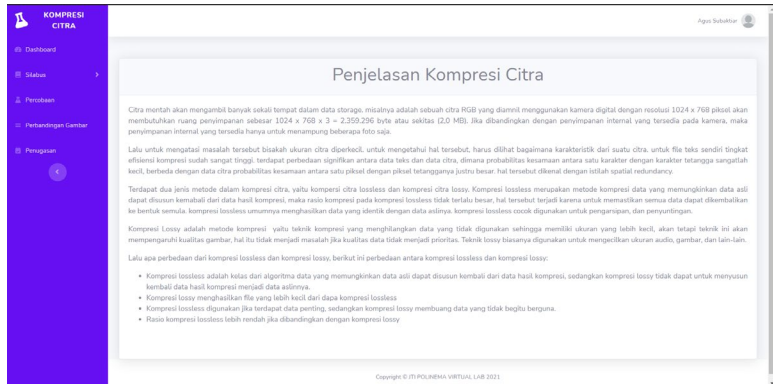 KOMPRESI
CITRA
Agus Subuktiar
Dashboard
Silabus
Percobaan
Perbandingan Gambar
Penugasan
Penjelasan Kompresi Citra
Citra mentah akan mengambil banyak sekali tempat dalam data storage, misalnya adalah sebuah citra RGB yang diamnil menggunakan kamera digital dengan resolusi 1024 x 768 piksel akan
membutuhkan ruang penyimpanan sebesar 1024 x 768 x 3 = 2,359.296 byte atau sekitas (2,0 MB). Jika dibandingkan dengan penyimpanan internal yang tersedia pada kamera, maka
penyimpanan internal yang tersedia hanya untuk menampung beberapa foto saja.
Lalu untuk mengatasi masalah tersebut bisakah ukuran citra diperkecil. untuk mengetahui hal tersebut, harus dilihat bagaimana karakteristik dari suatu citra. untuk file teks sendiri tingkat
efisiensi kompresi sudah sangat tinggi. terdapat perbedaan signifikan antara data teks dan data citra, dimana probabilitas kesamaan antara satu karakter dengan karakter tetangga sangatlah
kecil, berbeda dengan data citra probabilitas kesamaan antara satu piksel dengan piksel tetangganya justru besar. hal tersebut dikenal dengan istilah spatial redundancy.
Terdapat dua jenis metode dalam kompresi citra, yaitu kompersi citra lossless dan kompresi citra lossy. Kompresi lossless merupakan metode kompresi data yang memungkinkan data asli
dapat disusun kemabali dari data hasil kompresi, maka rasio kompresi pada kompresi lossless tidak terlalu besar, hal tersebut terjadi karena untuk memastikan semua data dapat dikembalikan
ke bentuk semula. kompresi lossless umumnya menghasilkan data yang identik dengan data aslinya. kompresi lossless cocok digunakan untuk pengarsipan, dan penyuntingan.
Kompresi Lossy adalah metode kompresi yaitu teknik kompresi yang menghilangkan data yang tidak digunakan sehingga memiliki ukuran yang lebih kecil, akan tetapi teknik ini akan
mempengaruhi kualitas gambar, hal itu tidak menjadi masalah jika kualitas data tidak menjadi prioritas. Teknik lossy biasanya digunakan untuk mengecilkan ukuran audio, gambar, dan lain-lain.
Lalu apa perbedaan dari kompresi lossless dan kompresi lossy, berikut ini perbedaan antara kompresi lossless dan kompresi lossy:
• Kompresi lossless adalah kelas dari algoritma data yang memungkinkan data asli dapat disusun kembali dari data hasil kompresi, sedangkan kompresi lossy tidak dapat untuk menyusun
kembali data hasil kompresi menjadi data aslinnya.
• Kompresi lossy menghasilkan file yang lebih kecil dari dapa kompresi lossless
• Kompresi lossless digunakan jika terdapat data penting, sedangkan kompresi lossy membuang data yang tidak begitu berguna.
• Rasio kompresi lossless lebih rendah jika dibandingkan dengan kompresi lossy
Copyright © JTI POLINEMA VIRTUAL LAB 2021